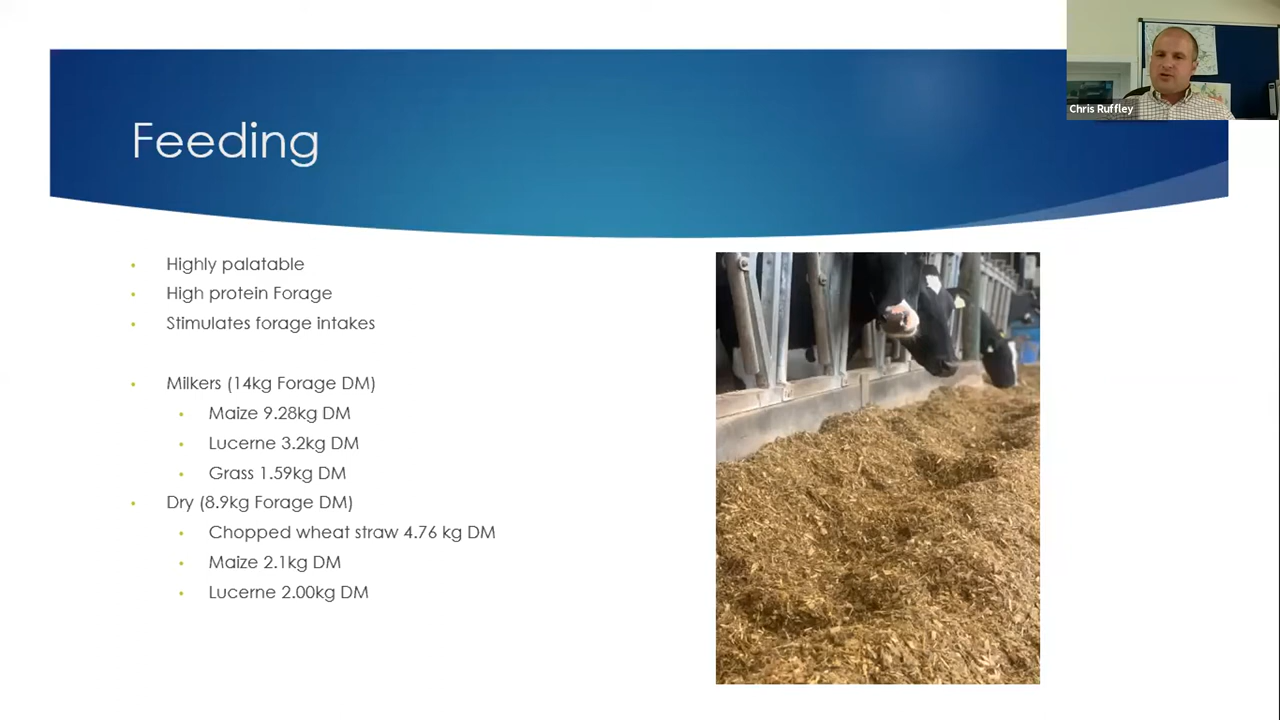 Chris Ruffley
Feeding
Highly palatable
High protein Forage
Stimulates forage intakes
Milkers (14kg Forage DM)
Maize 9.28kg DM
Lucerne 3.2kg DM
Grass 1.59kg DM
Dry (8.9kg Forage DM)
Chopped wheat straw 4.76 kg DM
Maize 2.1kg DM
Lucerne 2.00kg DM